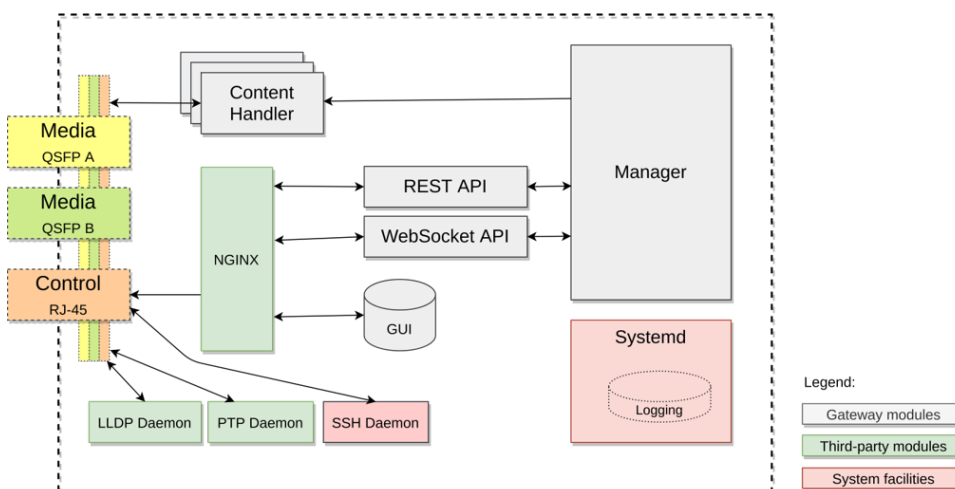 Content
Handler
Manager
Media
QSFP A
Media
QSFP B
Control
RJ-45
NGINX
REST API
WebSocket API
GUI
LLDP Daemon
PTP Daemon
SSH Daemon
Systemd
Logging
Legend:
Gateway modules
Third-party modules
System facilities